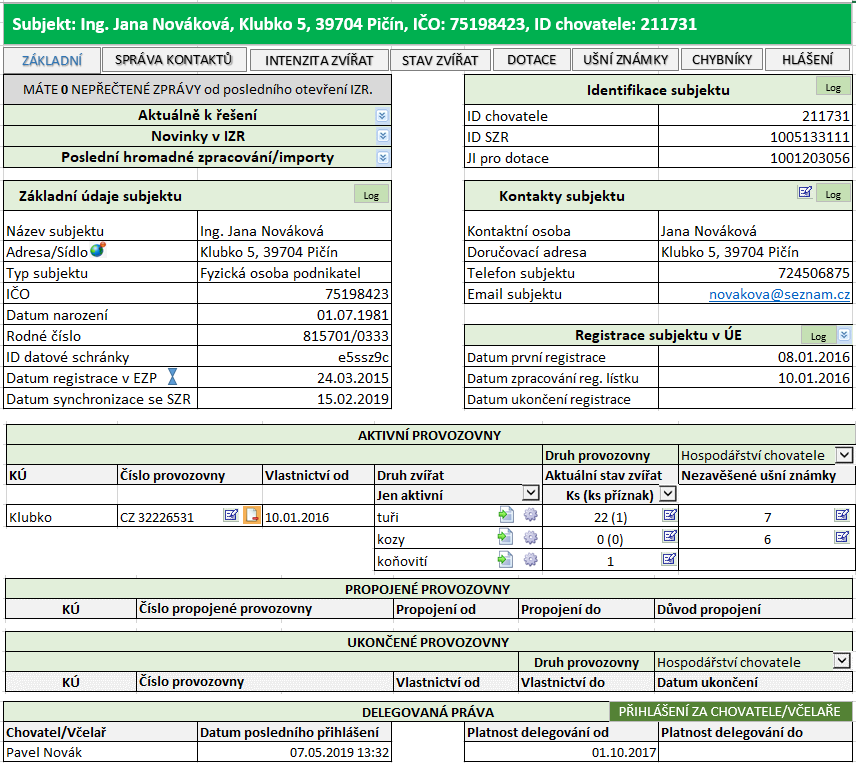 Subjekt: Ing. Jana Nováková, Klubko 5, 39704 Pičín, IČO: 75198423, ID chovatele: 211731
ZÁKLADNÍ SPRÁVA KONTAKTŮ INTENZITA ZVÍŘAT STAV ZVÍŘAT DOTACE UŠNÍ ZNÁMKY CHYBNÍKY HLÁŠENÍ
MÁTE 0 NEPŘEČTENÉ ZPRÁVY od posledního otevření IZR.
Aktuálně k řešení
Novinky v IZR
Poslední hromadné zpracování/importy
Identifikace subjektu Log
ID chovatele 211731
ID SZR 1005133111
JI pro dotace 1001203056
Základní údaje subjektu Log
Název subjektu Ing. Jana Nováková
Adresa/Sídlo Klubko 5, 39704 Pičín
Typ subjektu Fyzická osoba podnikatel
IČO 75198423
Datum narození 01.07.1981
Rodné číslo 815701/0333
ID datové schránky e5ssz9c
Datum registrace v EZP 24.03.2015
Datum synchronizace se SZR 15.02.2019
Kontakty subjektu Log
Kontaktní osoba Jana Nováková
Doručovací adresa Klubko 5, 39704 Pičín
Telefon subjektu 724506875
Email subjektu novakova@seznam.cz
Registrace subjektu v ÚE Log
Datum první registrace 08.01.2016
Datum zpracování reg. lístku 10.01.2016
Datum ukončení registrace
AKTIVNÍ PROVOZOVNY
Druh provozovny Hospodářství chovatele
KÚ Číslo provozovny Vlastnictví od Druh zvířat Aktuální stav zvířat Nezavěšené ušní známky
Jen aktivní Ks (ks příznak)
Klubko CZ 32226531 10.01.2016 tuři 22 (1) 7
kozy 0 (0) 6
koňovití 1
PROPOJENÉ PROVOZOVNY
KÚ Číslo propojené provozovny Propojení od Propojení do Důvod propojení
UKONČENÉ PROVOZOVNY
Druh provozovny Hospodářství chovatele
KÚ Číslo provozovny Vlastnictví od Vlastnictví do Datum ukončení
DELEGOVANÁ PRÁVA PŘIHLÁŠENÍ ZA CHOVATELE/VČELAŘE
Chovatel/Včelař Datum posledního přihlášení Platnost delegování od Platnost delegování do
Pavel Novák 07.05.2019 13:32 01.10.2017